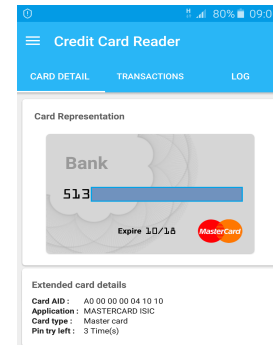 H 80% 09:0
Credit Card Reader
CARD DETAIL TRANSACTIONS LOG
Card Representation
Bank
513
Expire 10/18 MasterCard
Extended card details
Card AID : A0 00 00 00 04 10 10
Application : MASTERCARD ISIC
Card type : Master card
Pin try left : 3 Time(s)